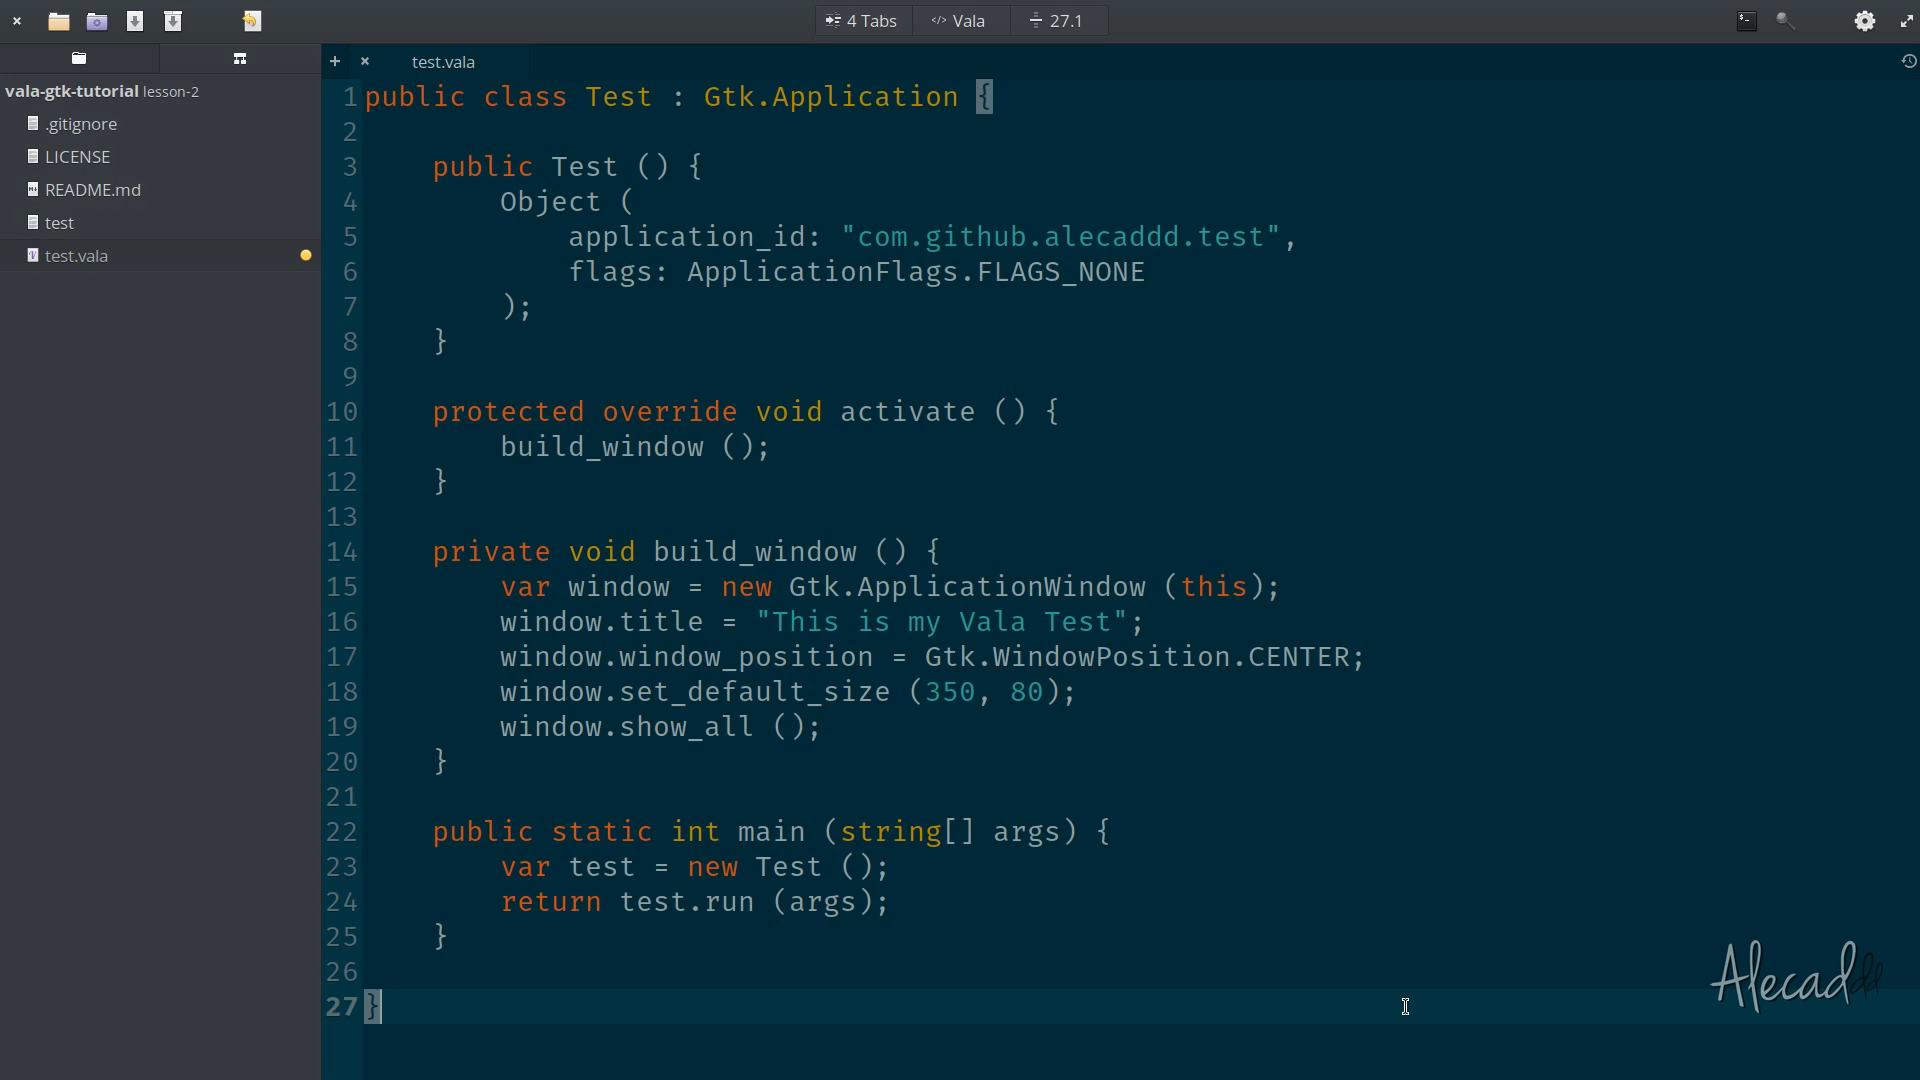 4 Tabs
Vala
27.1
vala-gtk-tutorial lesson-2
.gitignore
LICENSE
README.md
test
test.vala
test.vala
1 public class Test : Gtk.Application {
2
3 public Test () {
4 Object (
5 application_id: "com.github.alecaddd.test",
6 flags: ApplicationFlags.FLAGS_NONE
7 );
8 }
9
10 protected override void activate () {
11 build_window ();
12 }
13
14 private void build_window () {
15 var window = new Gtk.ApplicationWindow (this);
16 window.title = "This is my Vala Test";
17 window.window_position = Gtk.WindowPosition.CENTER;
18 window.set_default_size (350, 80);
19 window.show_all ();
20 }
21
22 public static int main (string[] args) {
23 var test = new Test ();
24 return test.run (args);
25 }
26
27 }
Alecaddd